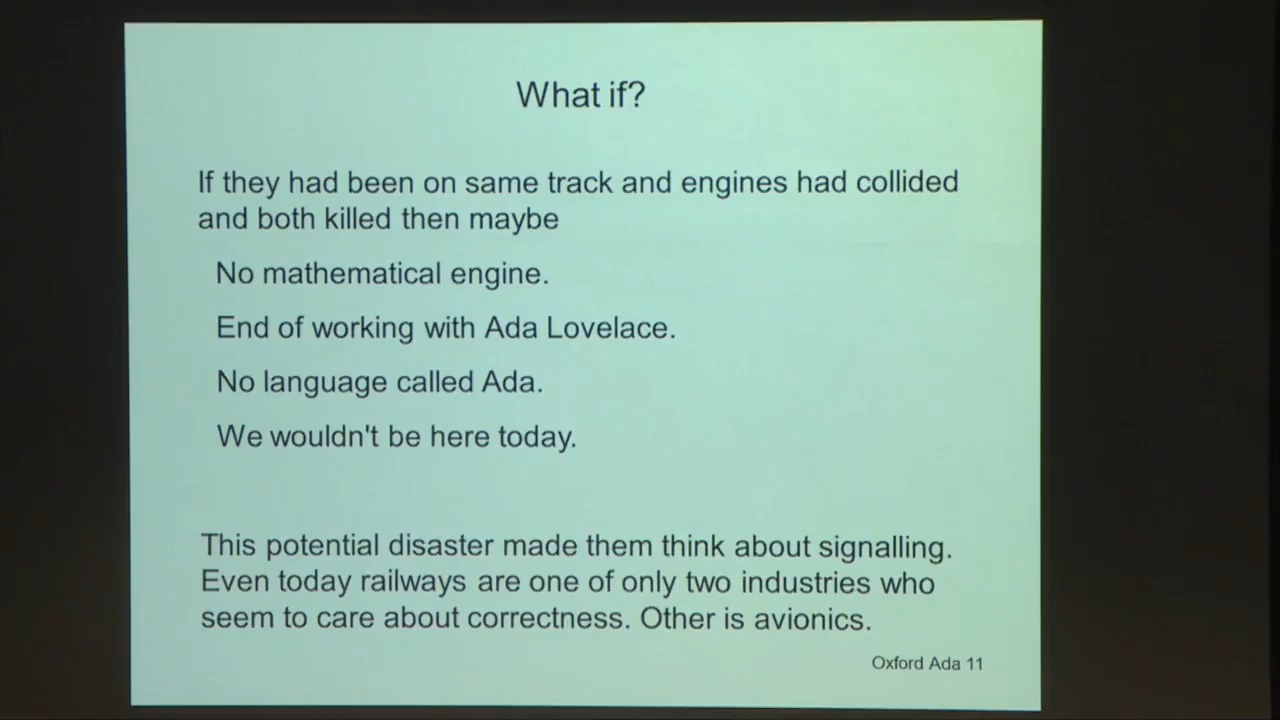 What if?
If they had been on same track and engines had collided
and both killed then maybe
No mathematical engine.
End of working with Ada Lovelace.
No language called Ada.
We wouldn't be here today.
This potential disaster made them think about signalling.
Even today railways are one of only two industries who
seem to care about correctness. Other is avionics.
Oxford Ada 11